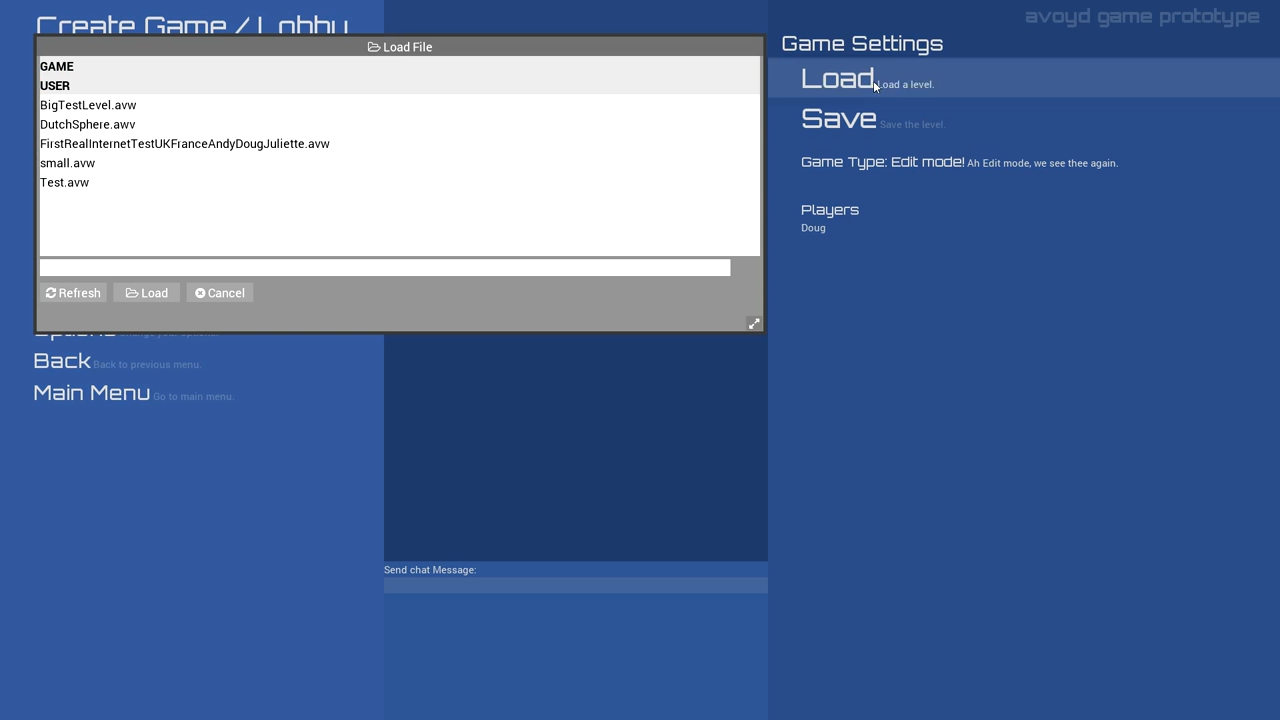 Create Game / Lobby
avoyd game prototype
Load File
GAME
USER
BigTestLevel.avw
DutchSphere.awv
FirstRealInternetTestUKFranceAndyDougJuliette.avw
small.avw
Test.avw
Refresh
Load
Cancel
Options
Back Back to previous menu.
Main Menu Go to main menu.
Send chat Message:
Game Settings
Load Load a level.
Save Save the level.
Game Type: Edit mode! Ah Edit mode, we see thee again.
Players
Doug